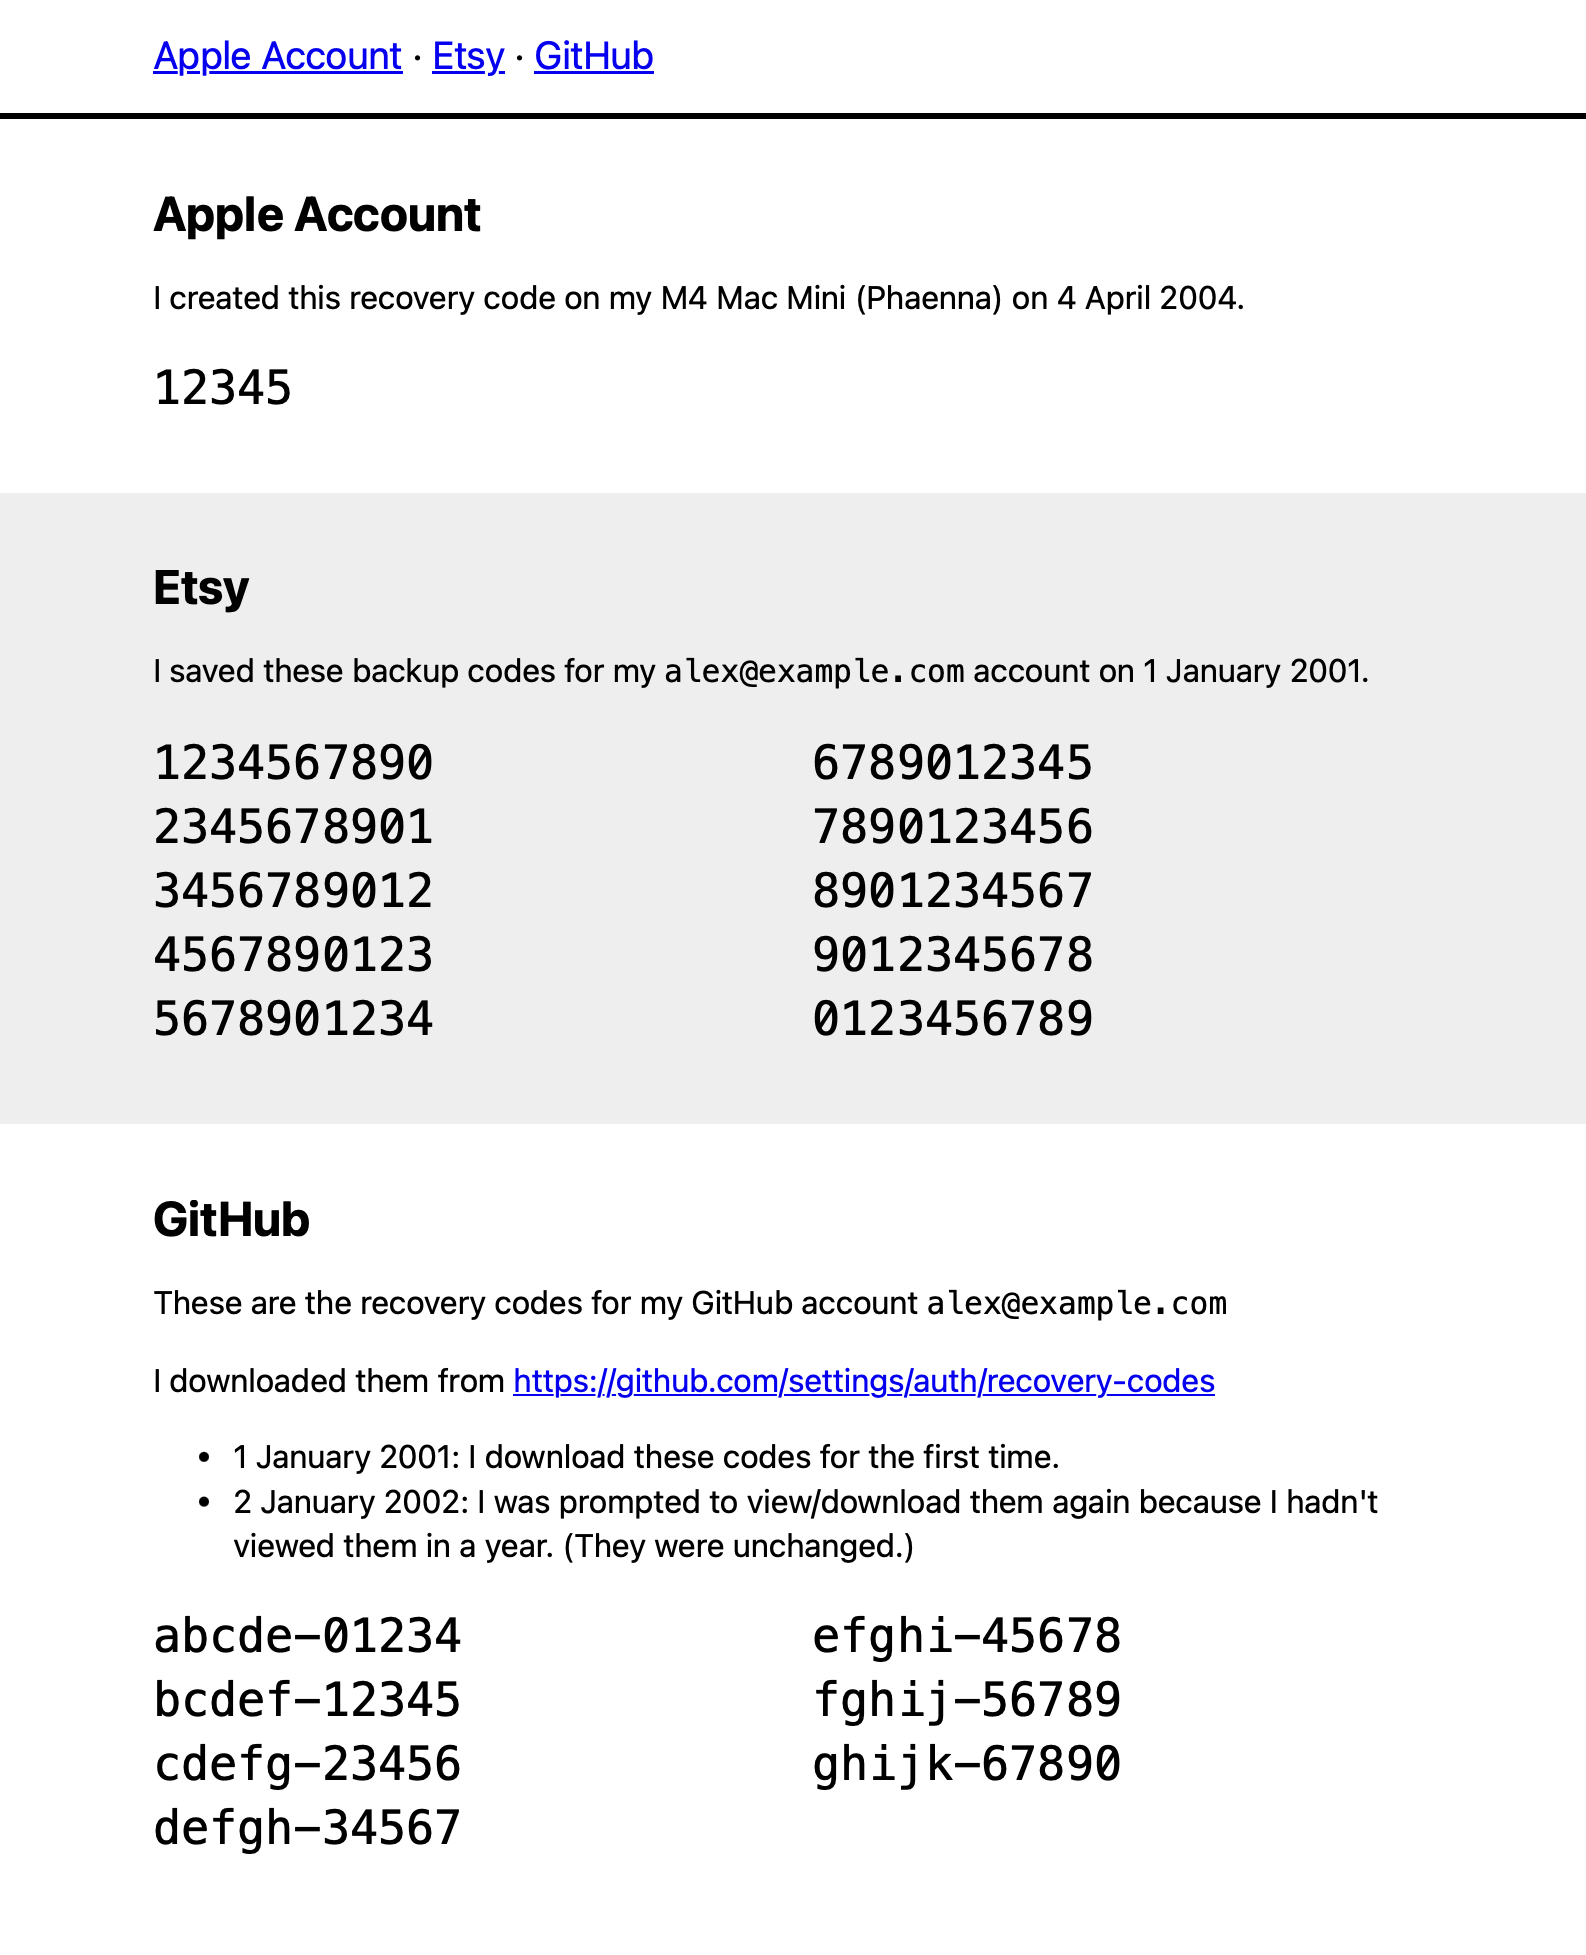 Apple Account · Etsy · GitHub
Apple Account
I created this recovery code on my M4 Mac Mini (Phaenna) on 4 April 2004.
12345
Etsy
I saved these backup codes for my alex@example.com account on 1 January 2001.
1234567890
2345678901
3456789012
4567890123
5678901234
6789012345
7890123456
8901234567
9012345678
0123456789
GitHub
These are the recovery codes for my GitHub account alex@example.com
I downloaded them from https://github.com/settings/auth/recovery-codes
• 1 January 2001: I download these codes for the first time.
• 2 January 2002: I was prompted to view/download them again because I hadn't
viewed them in a year. (They were unchanged.)
abcde-01234
bcdef-12345
cdefg-23456
defgh-34567
efghi-45678
fghij-56789
ghijk-67890